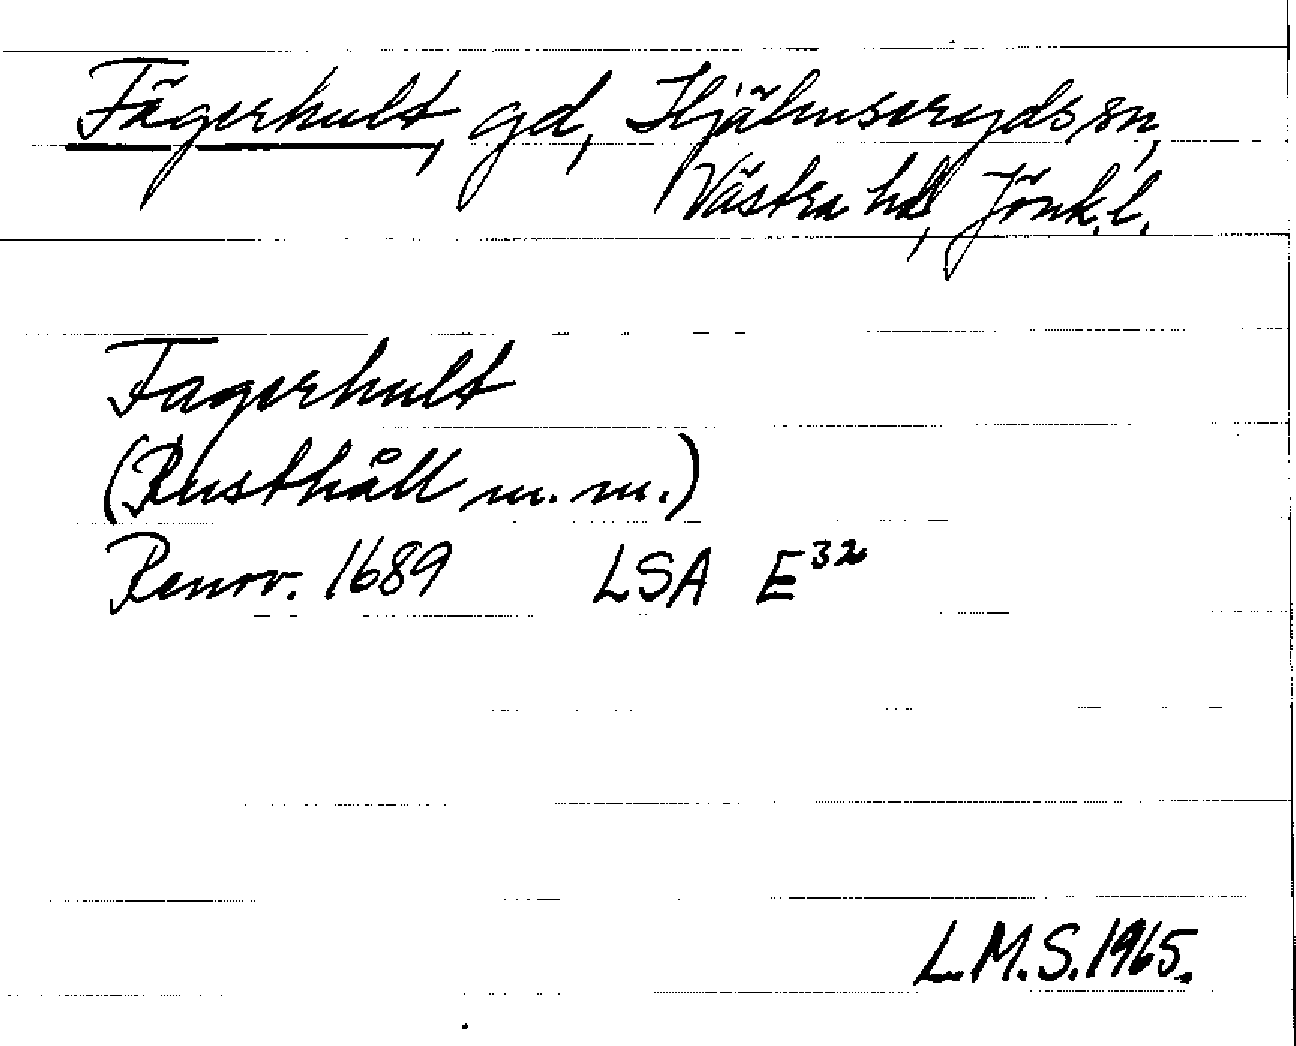 Fägerhult, gd, Hjälmseryds sn,
Västra hd, Jönk.l.
Fagerhult
(Rusthåll m.m.)
Renov. 1689 LSA E³²
L.M.S. 1965.